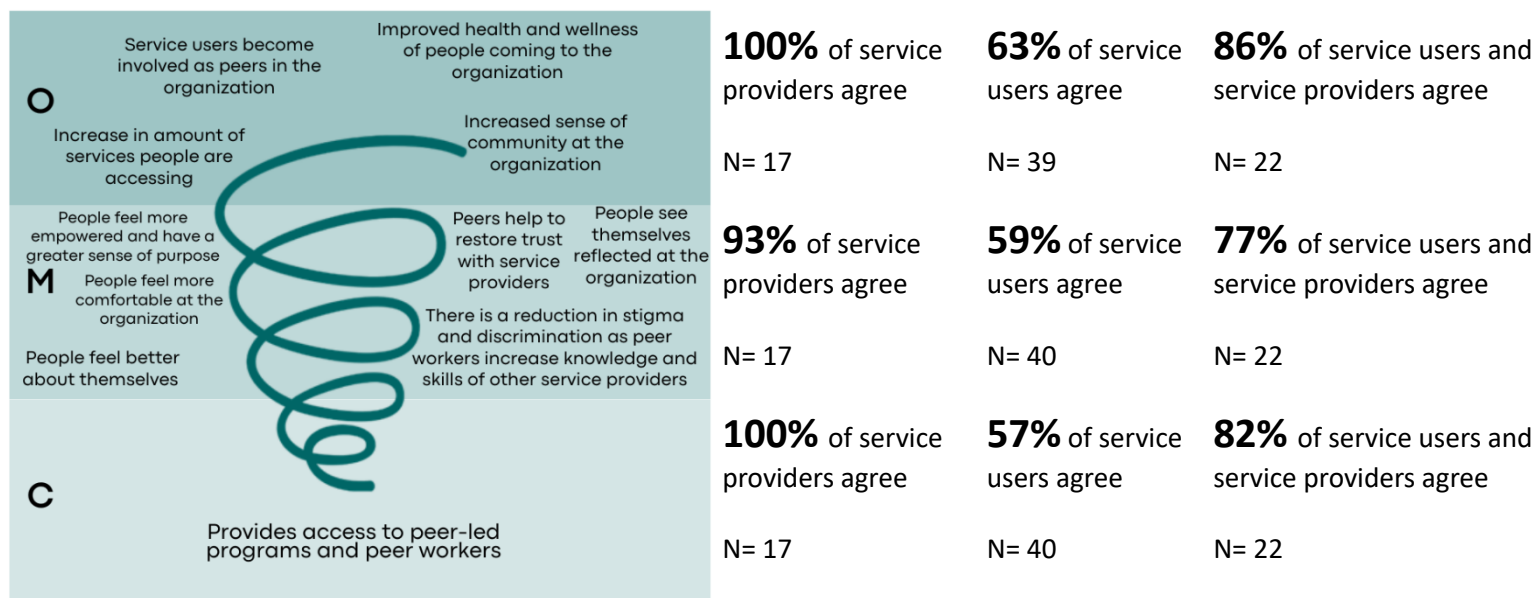 Service users become
involved as peers in the
organization
Improved health and wellness
of people coming to the
organization
O
Increase in amount of
services people are
accessing
Increased sense of
community at the
organization
People feel more
empowered and have a
greater sense of purpose
Peers help to
restore trust
with service
providers
People see
themselves
reflected at the
organization
M
People feel more
comfortable at the
organization
There is a reduction in stigma
and discrimination as peer
workers increase knowledge and
skills of other service providers
People feel better
about themselves
C
Provides access to peer-led
programs and peer workers
100% of service
providers agree
N= 17
63% of service
users agree
N= 39
86% of service users and
service providers agree
N= 22
93% of service
providers agree
N= 17
59% of service
users agree
N= 40
77% of service users and
service providers agree
N= 22
100% of service
providers agree
N= 17
57% of service
users agree
N= 40
82% of service users and
service providers agree
N= 22